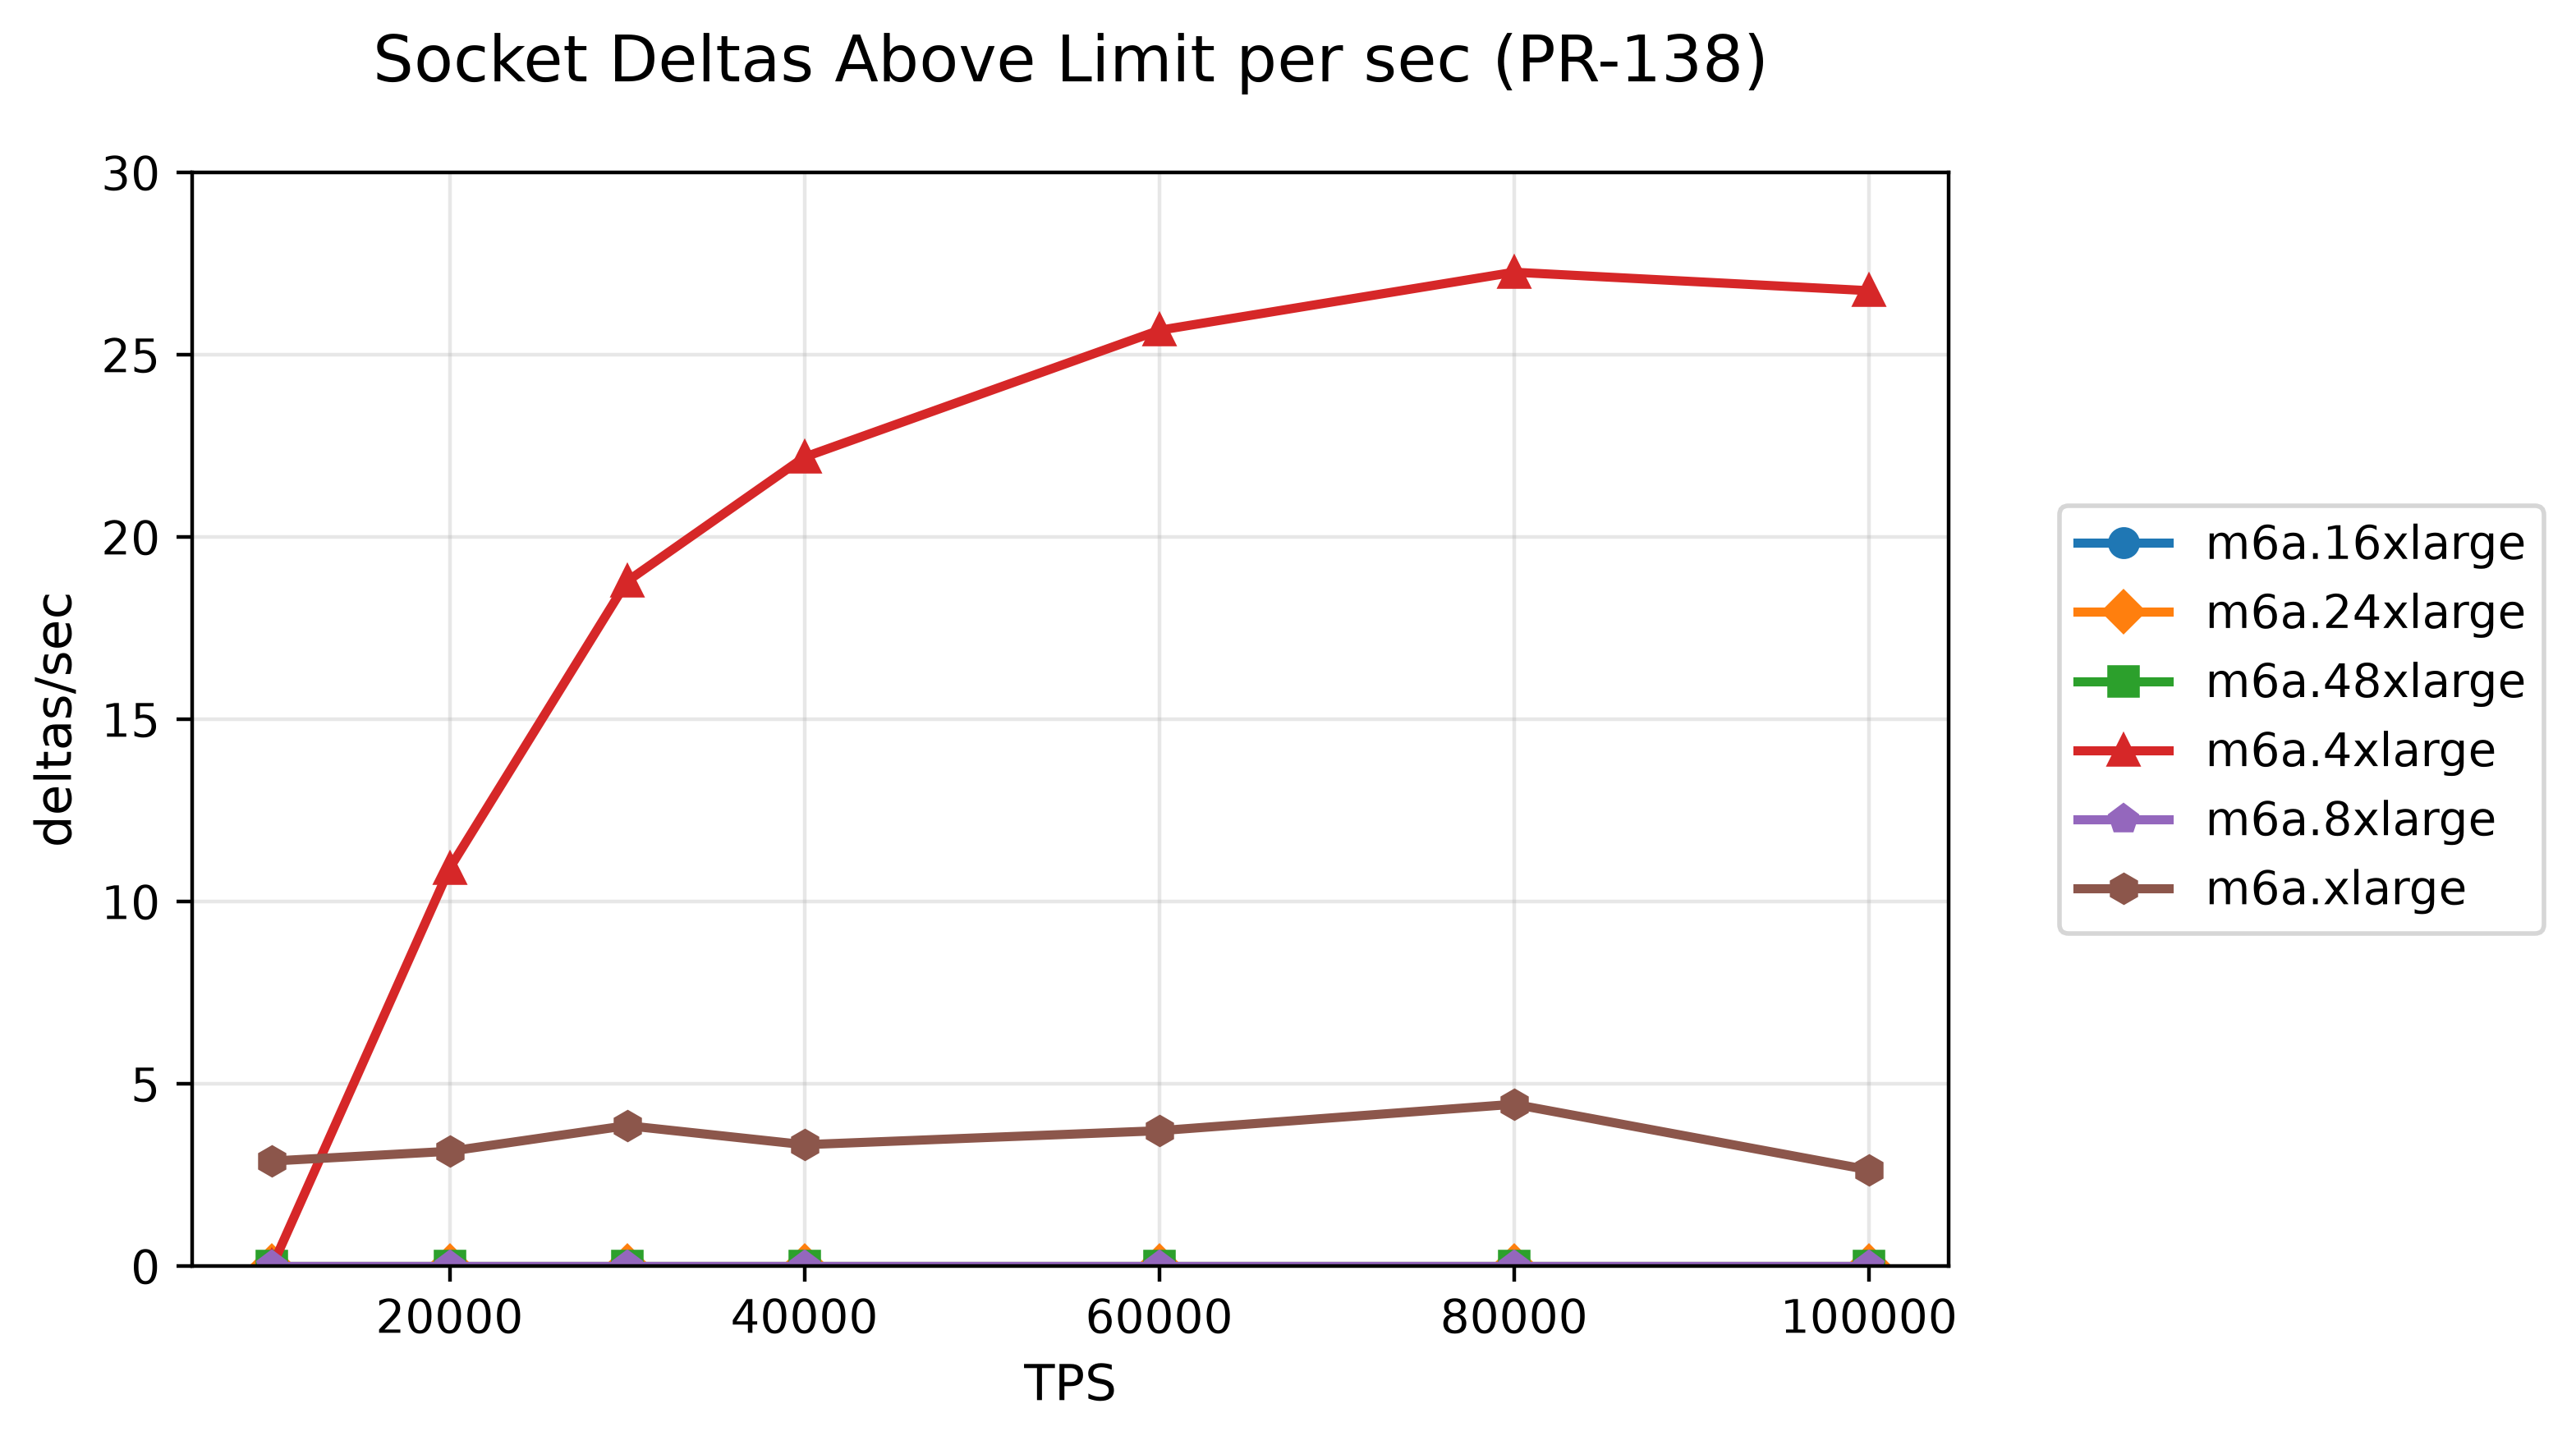 Socket Deltas Above Limit per sec (PR-138)
30
25
20
15
10
5
0
deltas/sec
20000 40000 60000 80000 100000
TPS
m6a.16xlarge
m6a.24xlarge
m6a.48xlarge
m6a.4xlarge
m6a.8xlarge
m6a.xlarge